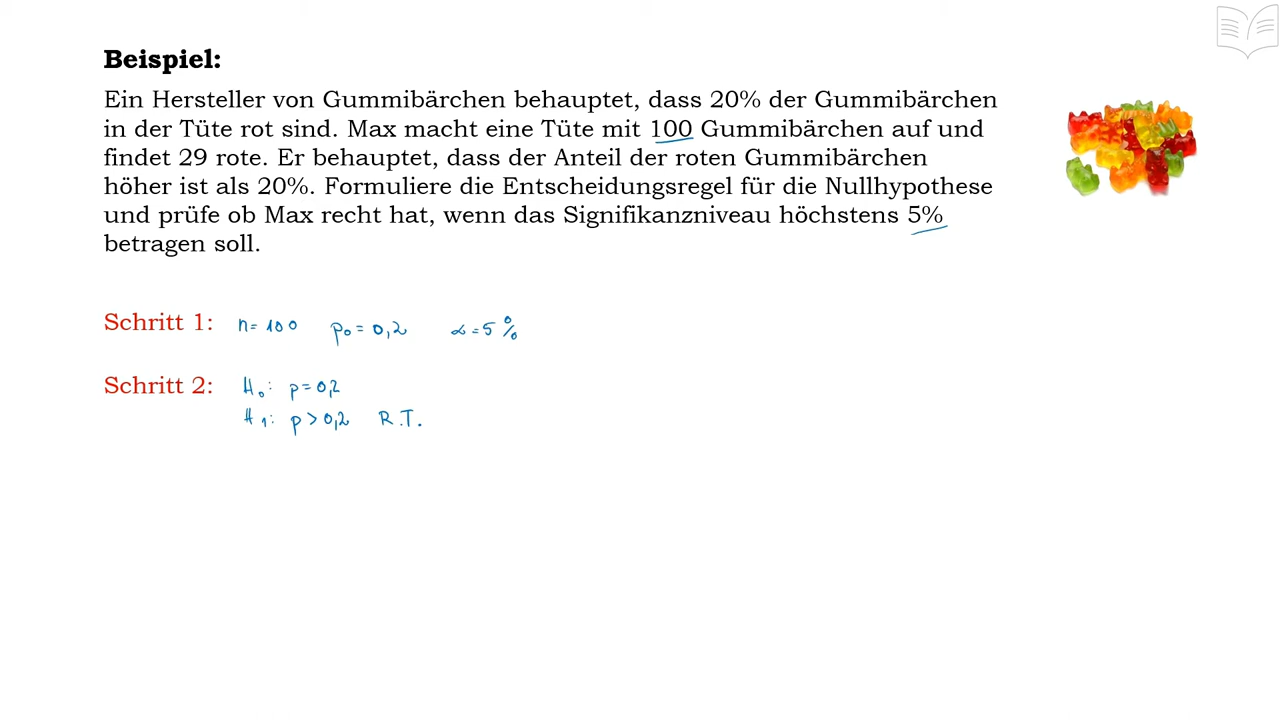 Beispiel:
Ein Hersteller von Gummibärchen behauptet, dass 20% der Gummibärchen
in der Tüte rot sind. Max macht eine Tüte mit 100 Gummibärchen auf und
findet 29 rote. Er behauptet, dass der Anteil der roten Gummibärchen
höher ist als 20%. Formuliere die Entscheidungsregel für die Nullhypothese
und prüfe ob Max recht hat, wenn das Signifikanzniveau höchstens 5%
betragen soll.
Schritt 1: n = 100 p₀ = 0,2 α = 5 %
Schritt 2: H₀: p = 0,2
H₁: p > 0,2 R.T.